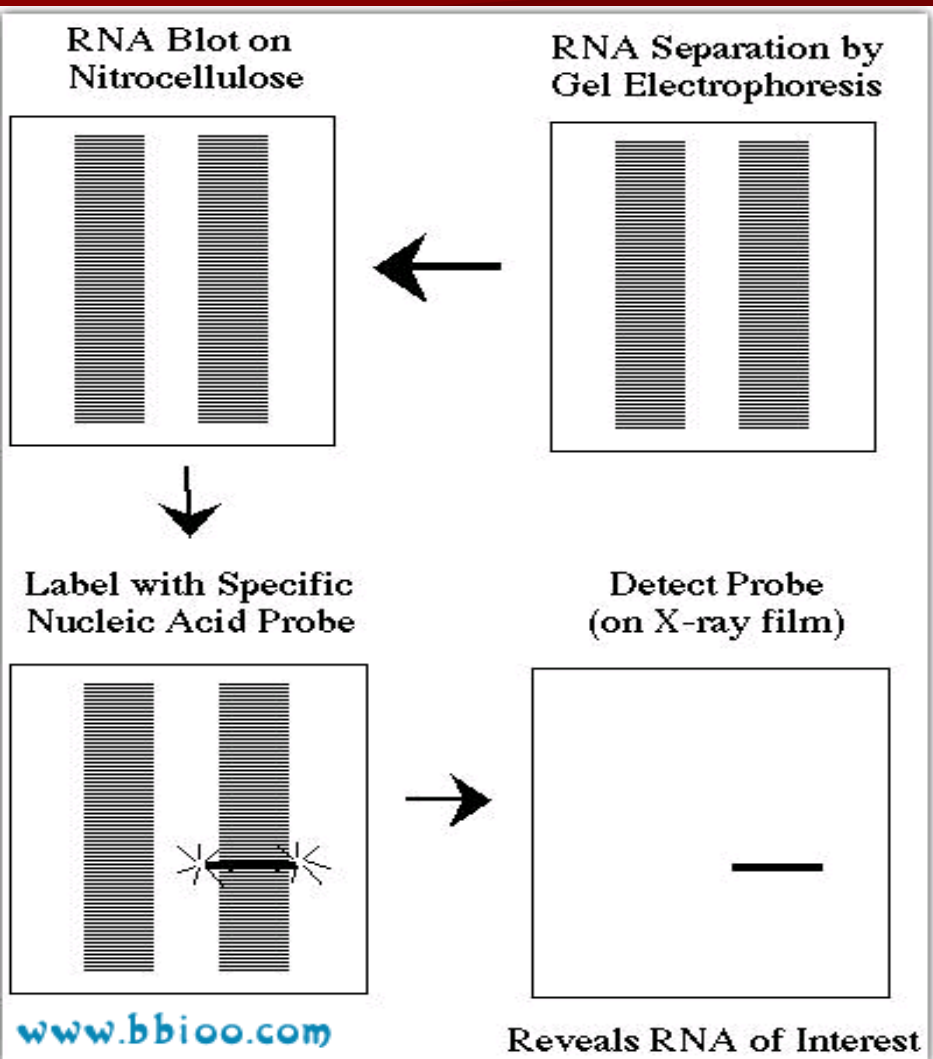 RNA Blot on
Nitrocellulose
RNA Separation by
Gel Electrophoresis
Label with Specific
Nucleic Acid Probe
Detect Probe
(on X-ray film)
www.bbioo.com
Reveals RNA of Interest